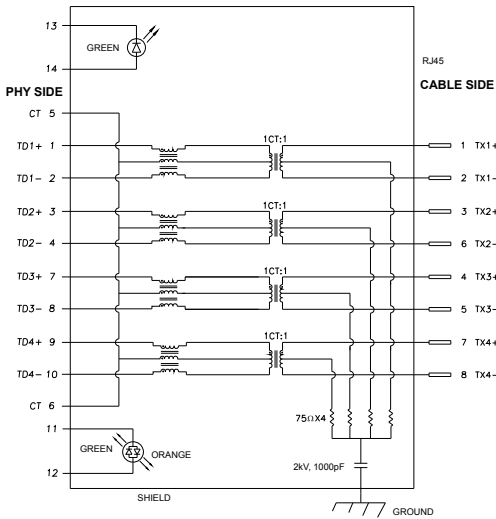 13
GREEN
14
RJ45
PHY SIDE
CABLE SIDE
CT 5
1CT:1
TD1+ 1
1 TX1+
TD1- 2
2 TX1-
1CT:1
TD2+ 3
3 TX2+
TD2- 4
6 TX2-
1CT:1
TD3+ 7
4 TX3+
TD3- 8
5 TX3-
1CT:1
TD4+ 9
7 TX4+
TD4- 10
8 TX4-
CT 6
75ΩX4
11
GREEN
ORANGE
12
2kV, 1000pF
SHIELD
GROUND